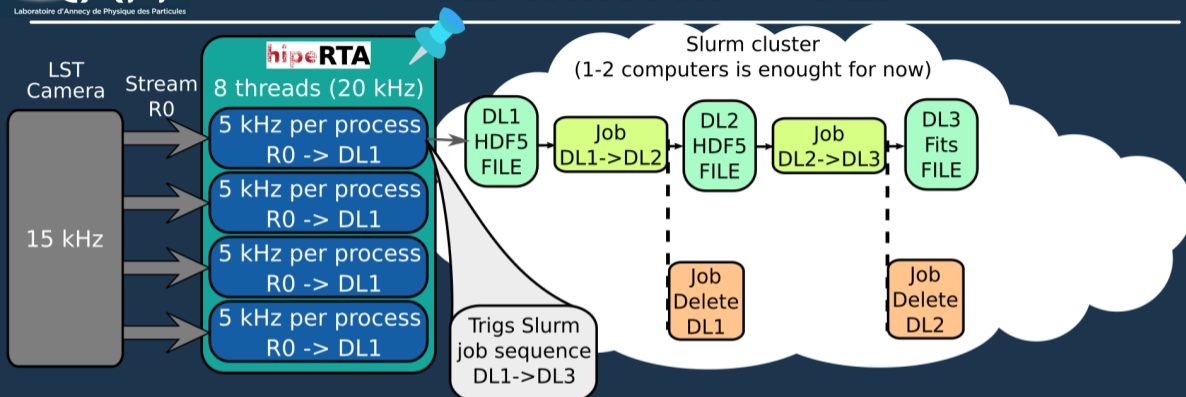 Laboratoire d'Annecy de Physique des Particules
LST
Camera
15 kHz
Stream
R0
hipeRTA
8 threads (20 kHz)
5 kHz per process
R0 -> DL1
5 kHz per process
R0 -> DL1
5 kHz per process
R0 -> DL1
5 kHz per process
R0 -> DL1
Slurm cluster
(1-2 computers is enought for now)
DL1
HDF5
FILE
Job
DL1->DL2
DL2
HDF5
FILE
Job
DL2->DL3
DL3
Fits
FILE
Job
Delete
DL1
Job
Delete
DL2
Trigs Slurm
job sequence
DL1->DL3